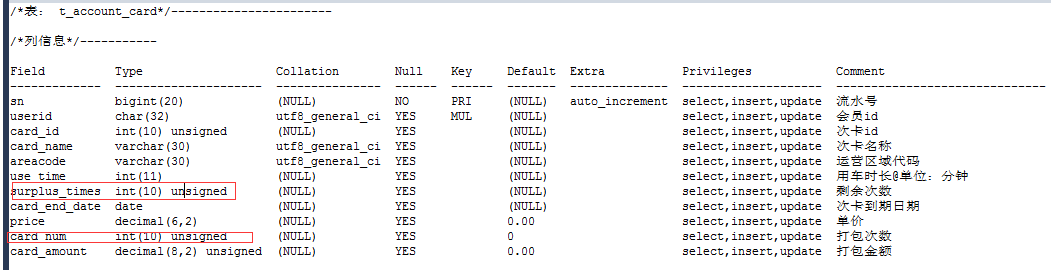 /*表： t_account_card*/-----------------------
/*列信息*/-----------
Field Type Collation Null Key Default Extra Privileges Comment
------------- --------------------- --------------- ------ ------ ------- -------------- -------------------- ------------------------------
sn bigint(20) (NULL) NO PRI (NULL) auto_increment select,insert,update 流水号
userid char(32) utf8_general_ci YES MUL (NULL) select,insert,update 会员id
card_id int(10) unsigned (NULL) YES (NULL) select,insert,update 次卡id
card_name varchar(30) utf8_general_ci YES (NULL) select,insert,update 次卡名称
areacode varchar(30) utf8_general_ci YES (NULL) select,insert,update 运营区域代码
use_time int(11) (NULL) YES (NULL) select,insert,update 用车时长@单位：分钟
surplus_times int(10) unsigned (NULL) YES (NULL) select,insert,update 剩余次数
card_end_date date (NULL) YES (NULL) select,insert,update 次卡到期日期
price decimal(6,2) (NULL) YES 0.00 select,insert,update 单价
card_num int(10) unsigned (NULL) YES 0 select,insert,update 打包次数
card_amount decimal(8,2) unsigned (NULL) YES 0.00 select,insert,update 打包金额